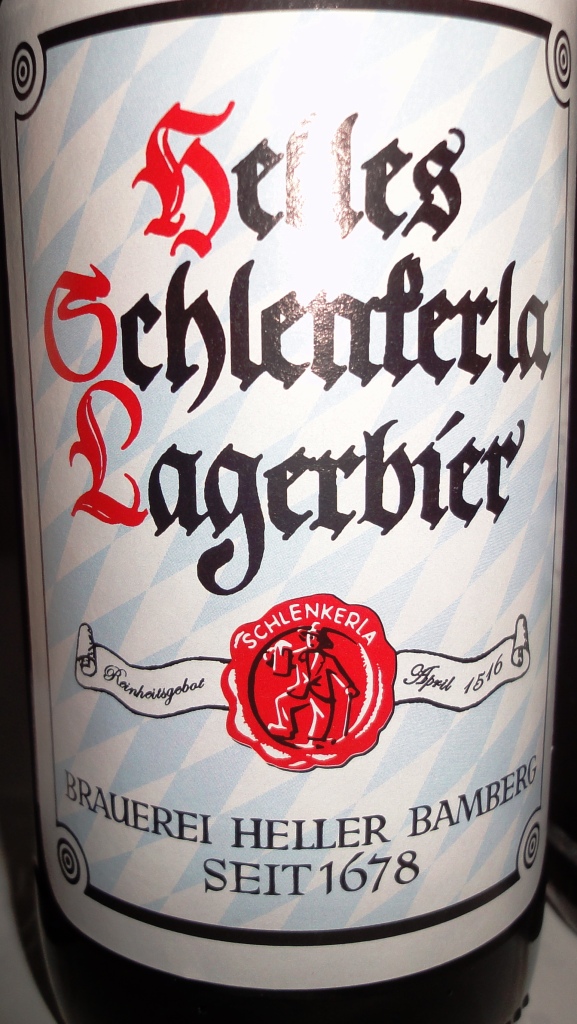 Helles
Schlenkerla
Lagerbier
SCHLENKERLA
Reinheitsgebot April 1516
BRAUEREI HELLER BAMBERG
SEIT 1678